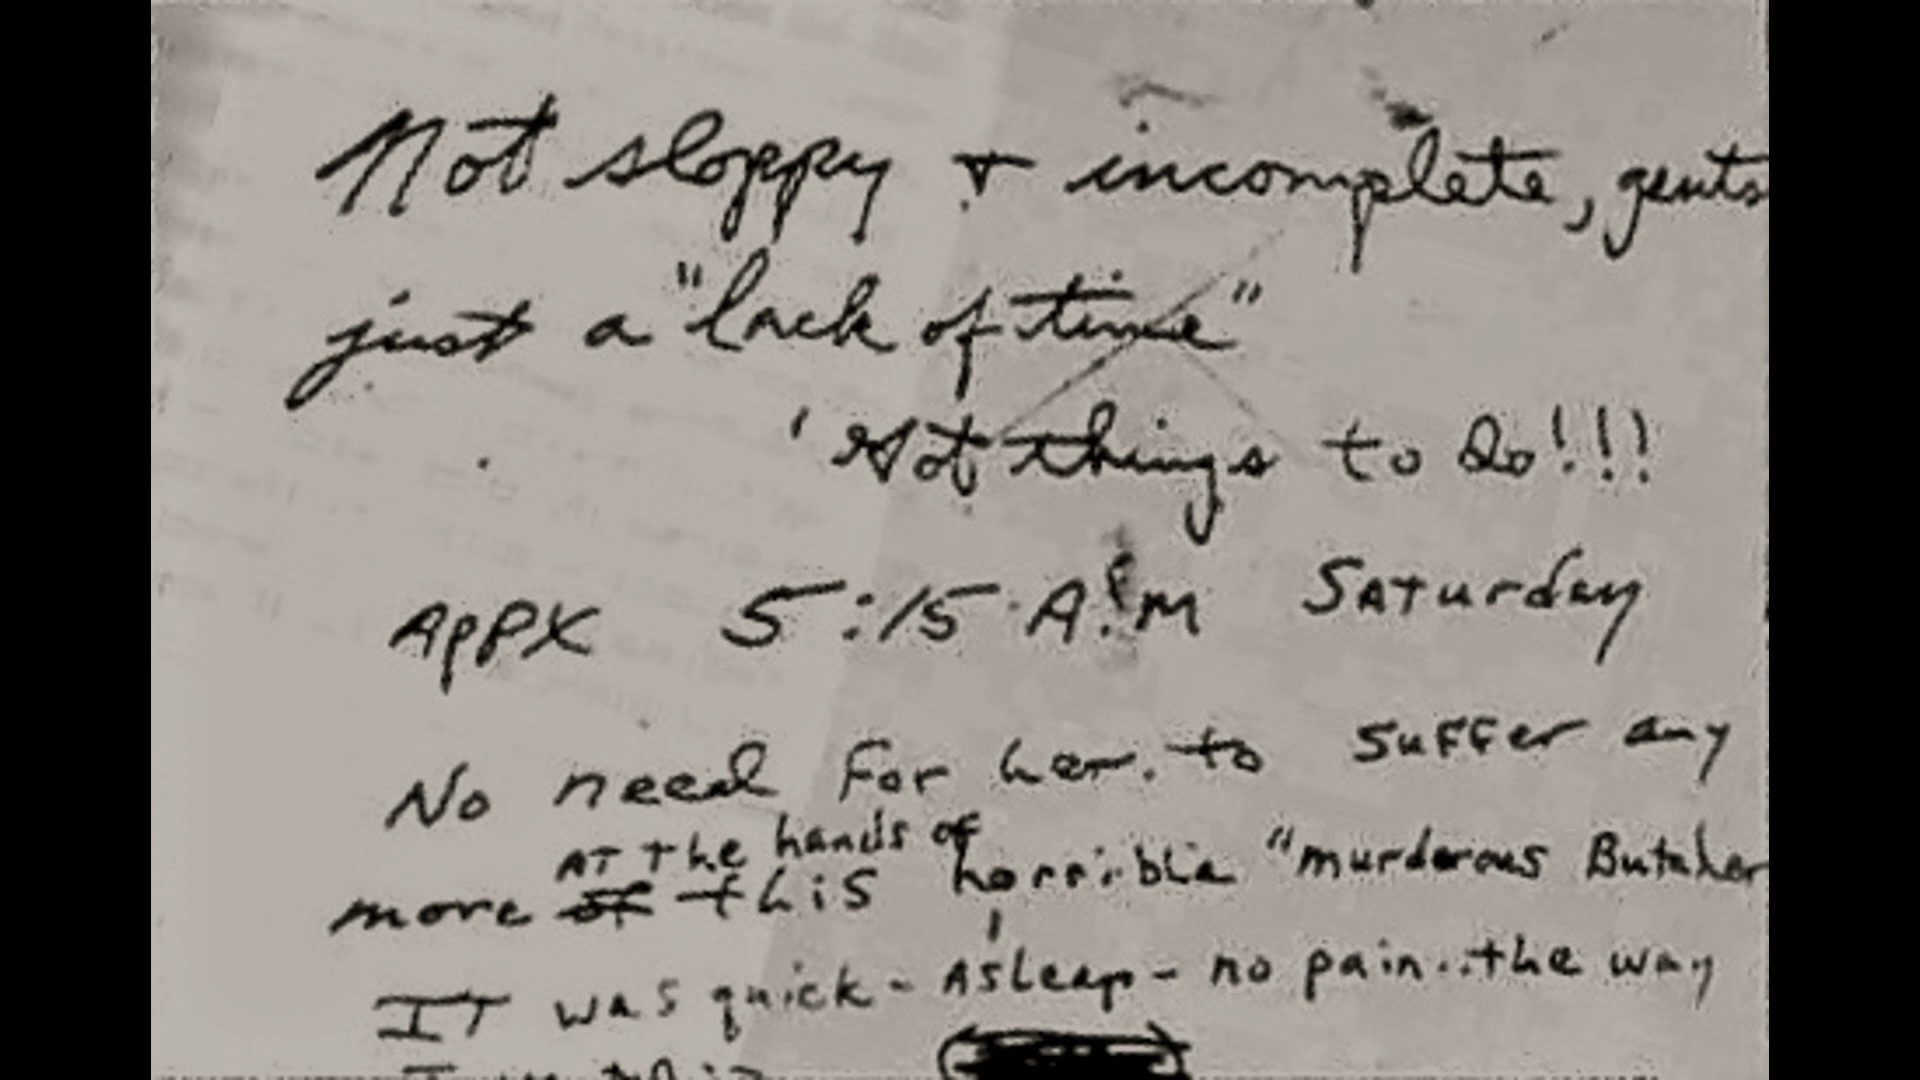 Not sloppy & incomplete, gents
just a "lack of time"
' Got things to do!!!
APPX 5:15 A.M Saturday
No need for her to suffer any
AT the hands of
more of this horrible "murderous Butcher
IT was quick - Asleep - no pain.. the way